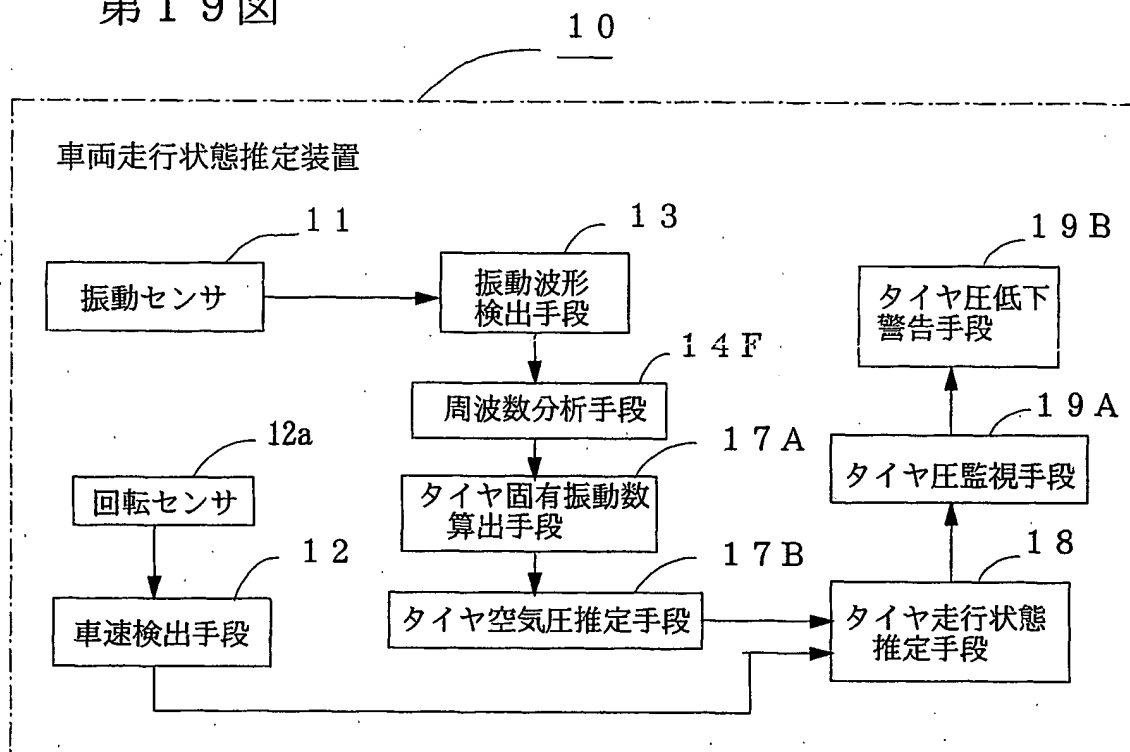 第１９図
１０
車両走行状態推定装置
１１
振動センサ
１３
振動波形
検出手段
１９B
タイヤ圧低下
警告手段
１４F
周波数分析手段
１９A
タイヤ圧監視手段
12a
回転センサ
１７A
タイヤ固有振動数
算出手段
１２
車速検出手段
１７B
タイヤ空気圧推定手段
１８
タイヤ走行状態
推定手段